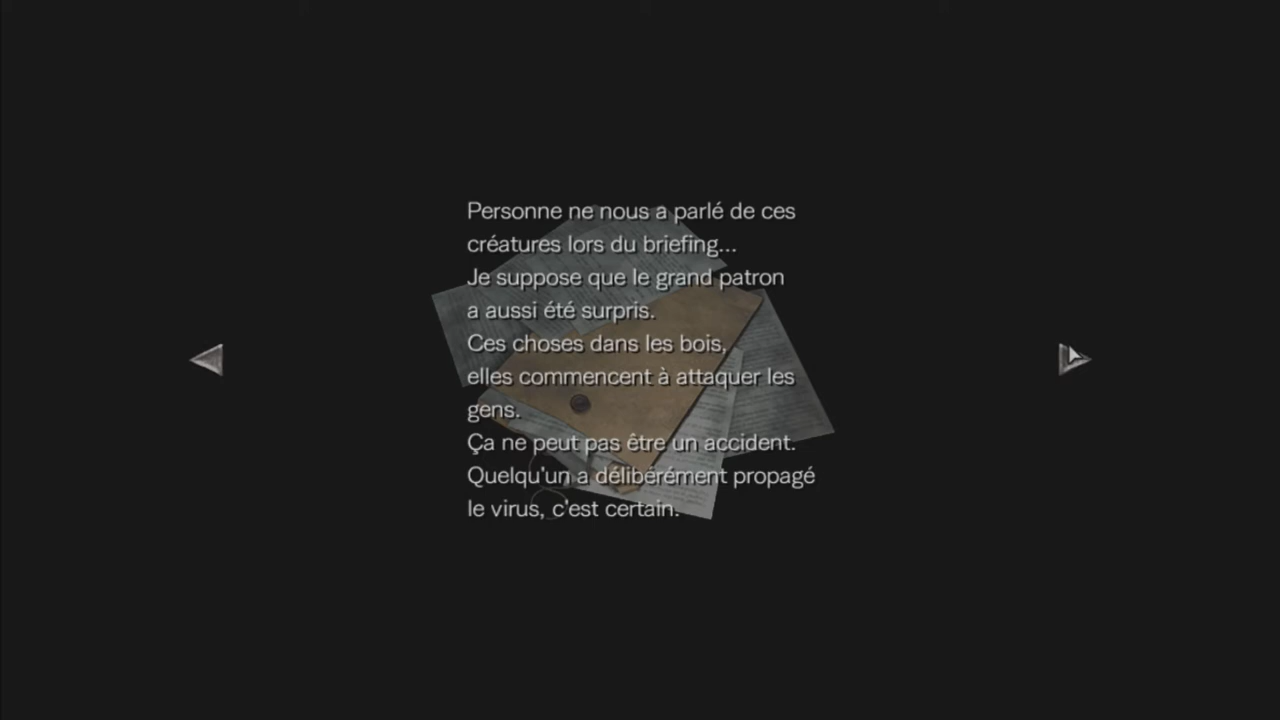 Personne ne nous a parlé de ces
créatures lors du briefing...
Je suppose que le grand patron
a aussi été surpris.
Ces choses dans les bois,
elles commencent à attaquer les
gens.
Ça ne peut pas être un accident.
Quelqu'un a délibérément propagé
le virus, c'est certain.